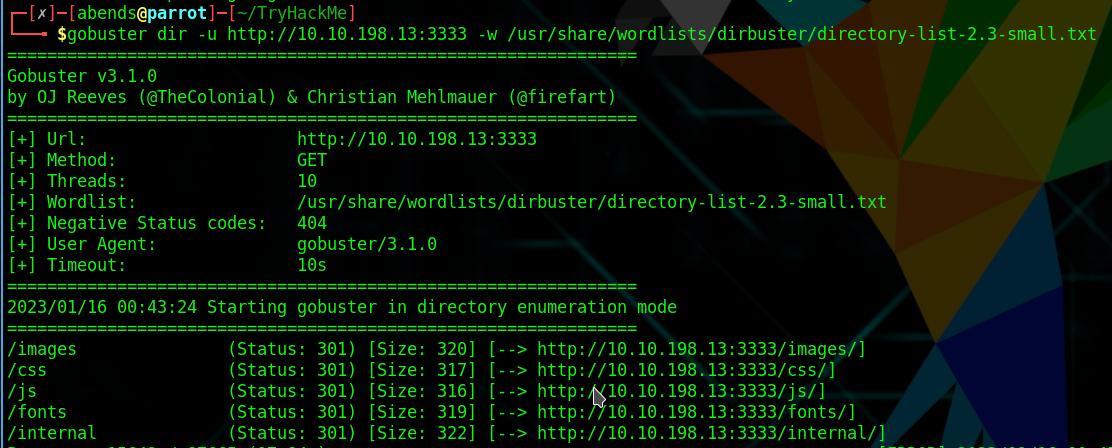 ┌─[✗]─[abends@parrot]─[~/TryHackMe]
└──╼ $gobuster dir -u http://10.10.198.13:3333 -w /usr/share/wordlists/dirbuster/directory-list-2.3-small.txt
===============================================================
Gobuster v3.1.0
by OJ Reeves (@TheColonial) & Christian Mehlmauer (@firefart)
===============================================================
[+] Url:                     http://10.10.198.13:3333
[+] Method:                  GET
[+] Threads:                 10
[+] Wordlist:                /usr/share/wordlists/dirbuster/directory-list-2.3-small.txt
[+] Negative Status codes:   404
[+] User Agent:              gobuster/3.1.0
[+] Timeout:                 10s
===============================================================
2023/01/16 00:43:24 Starting gobuster in directory enumeration mode
===============================================================
/images               (Status: 301) [Size: 320] [--> http://10.10.198.13:3333/images/]
/css                  (Status: 301) [Size: 317] [--> http://10.10.198.13:3333/css/]
/js                   (Status: 301) [Size: 316] [--> http://10.10.198.13:3333/js/]
/fonts                (Status: 301) [Size: 319] [--> http://10.10.198.13:3333/fonts/]
/internal             (Status: 301) [Size: 322] [--> http://10.10.198.13:3333/internal/]